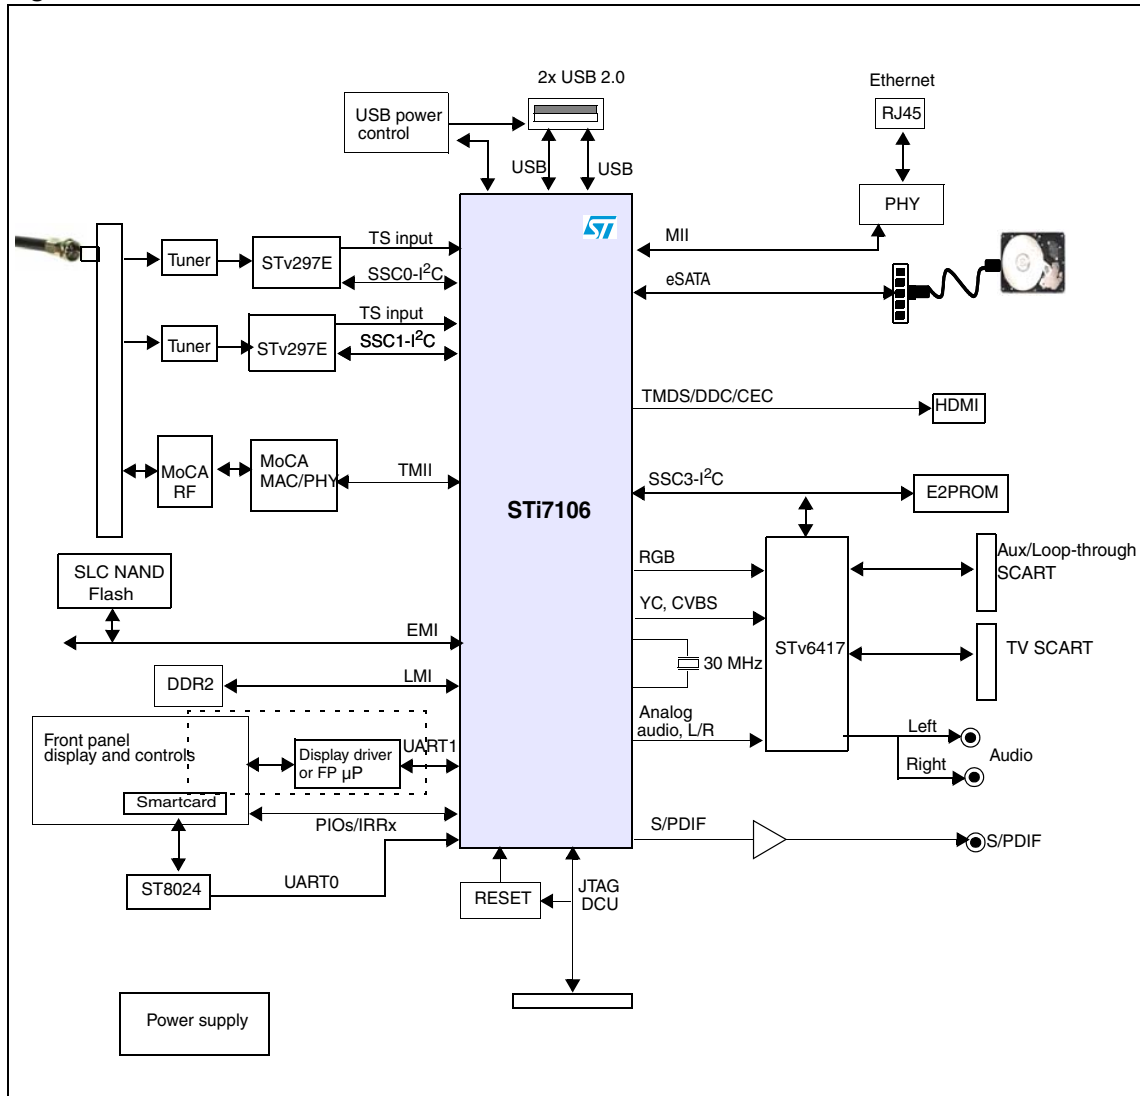 2x USB 2.0
Ethernet
USB power
control
RJ45
USB
USB
PHY
ST
TS input
MII
Tuner
STv297E
SSC0-I²C
eSATA
TS input
Tuner
STv297E
SSC1-I²C
TMDS/DDC/CEC
HDMI
MoCA
RF
MoCA
MAC/PHY
TMII
SSC3-I²C
E2PROM
STi7106
SLC NAND
Flash
RGB
Aux/Loop-through
SCART
YC, CVBS
EMI
STv6417
TV SCART
30 MHz
DDR2
LMI
Front panel
display and controls
Display driver
or FP µP
UART1
Analog
audio, L/R
Left
Audio
Right
Smartcard
PIOs/IRRx
S/PDIF
S/PDIF
ST8024
UART0
RESET
JTAG
DCU
Power supply